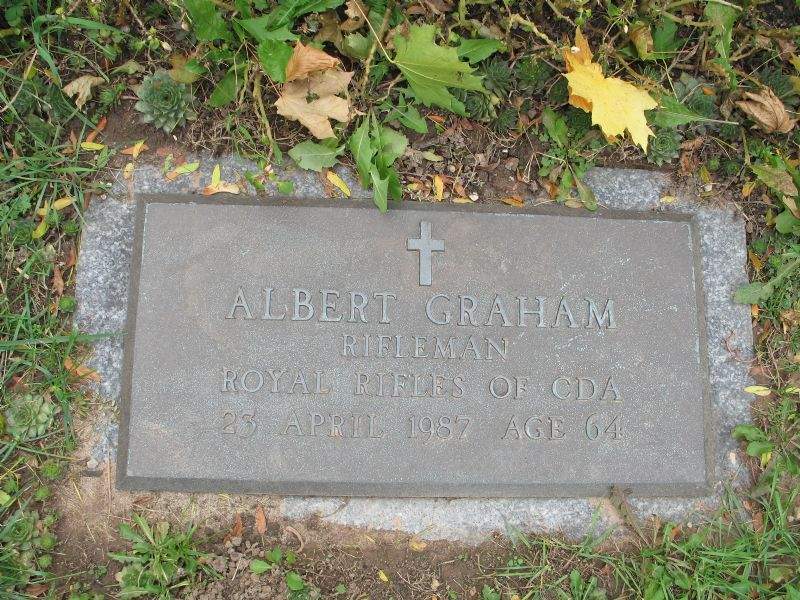 ALBERT GRAHAM
RIFLEMAN
ROYAL RIFLES OF CDA
23 APRIL 1987 AGE 64